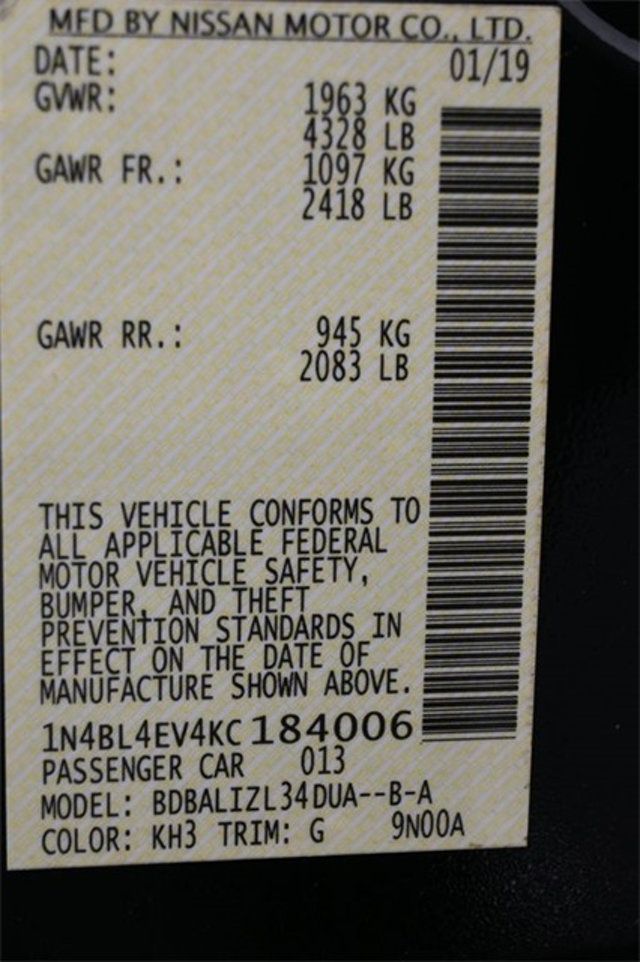 MFD BY NISSAN MOTOR CO., LTD.
DATE: 01/19
GVWR: 1963 KG
4328 LB
GAWR FR.: 1097 KG
2418 LB
GAWR RR.: 945 KG
2083 LB
THIS VEHICLE CONFORMS TO
ALL APPLICABLE FEDERAL
MOTOR VEHICLE SAFETY,
BUMPER, AND THEFT
PREVENTION STANDARDS IN
EFFECT ON THE DATE OF
MANUFACTURE SHOWN ABOVE.
1N4BL4EV4KC184006
PASSENGER CAR 013
MODEL: BDBALIZL34DUA--B-A
COLOR: KH3 TRIM: G 9N00A